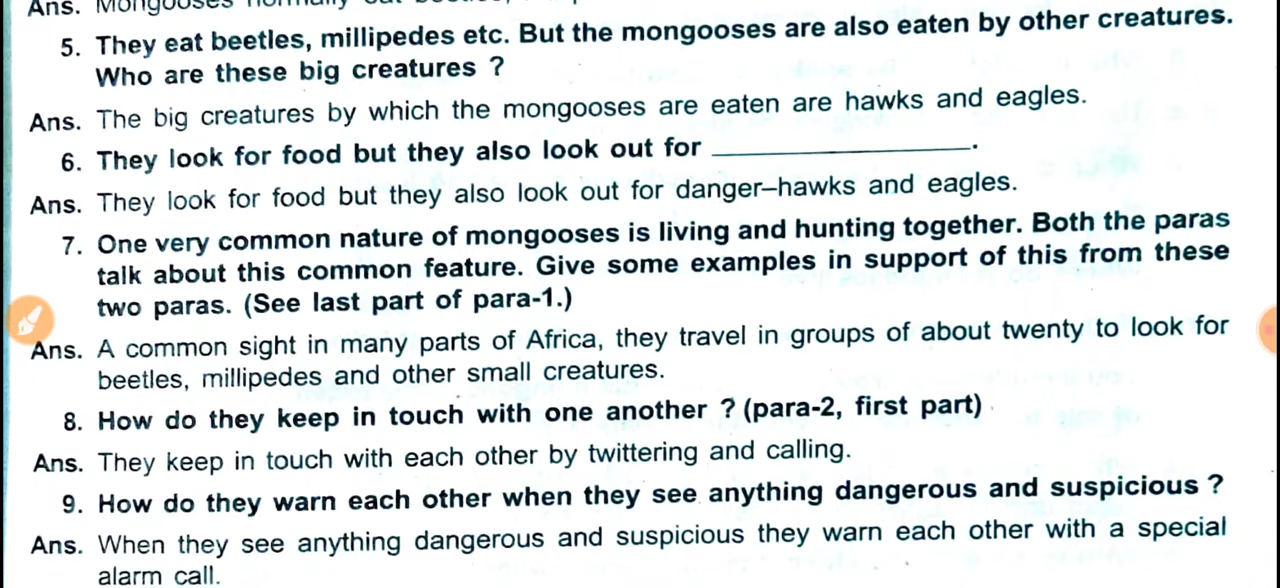 Ans. Mongooses normally eat beetles,
5. They eat beetles, millipedes etc. But the mongooses are also eaten by other creatures.
Who are these big creatures ?
Ans. The big creatures by which the mongooses are eaten are hawks and eagles.
6. They look for food but they also look out for ________________.
Ans. They look for food but they also look out for danger–hawks and eagles.
7. One very common nature of mongooses is living and hunting together. Both the paras
talk about this common feature. Give some examples in support of this from these
two paras. (See last part of para-1.)
Ans. A common sight in many parts of Africa, they travel in groups of about twenty to look for
beetles, millipedes and other small creatures.
8. How do they keep in touch with one another ? (para-2, first part)
Ans. They keep in touch with each other by twittering and calling.
9. How do they warn each other when they see anything dangerous and suspicious ?
Ans. When they see anything dangerous and suspicious they warn each other with a special
alarm call.